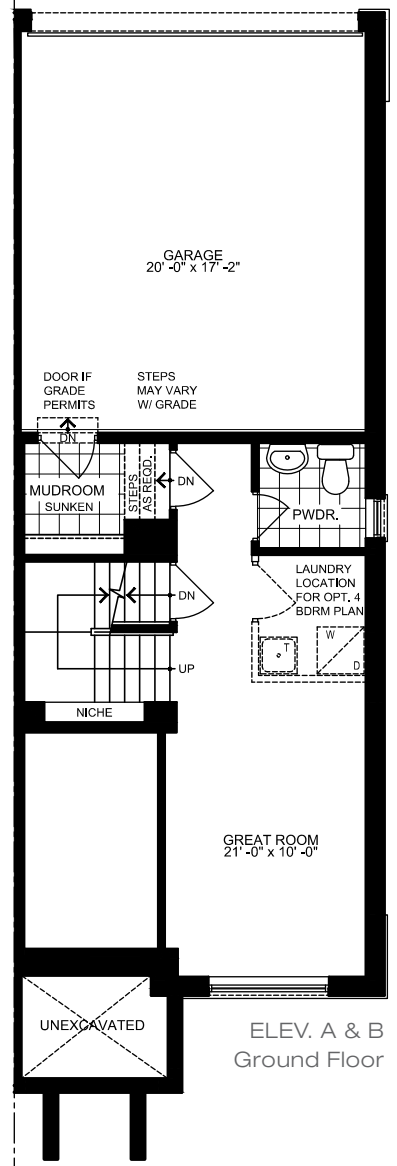 GARAGE
20' -0" x 17' -2"
DOOR IF
GRADE
PERMITS
STEPS
MAY VARY
W/ GRADE
DN
MUDROOM
SUNKEN
STEPS
AS REQD.
DN
PWDR.
LAUNDRY
LOCATION
FOR OPT. 4
BDRM PLAN
DN
W
T
D
UP
NICHE
GREAT ROOM
21' -0" x 10' -0"
UNEXCAVATED
ELEV. A & B
Ground Floor